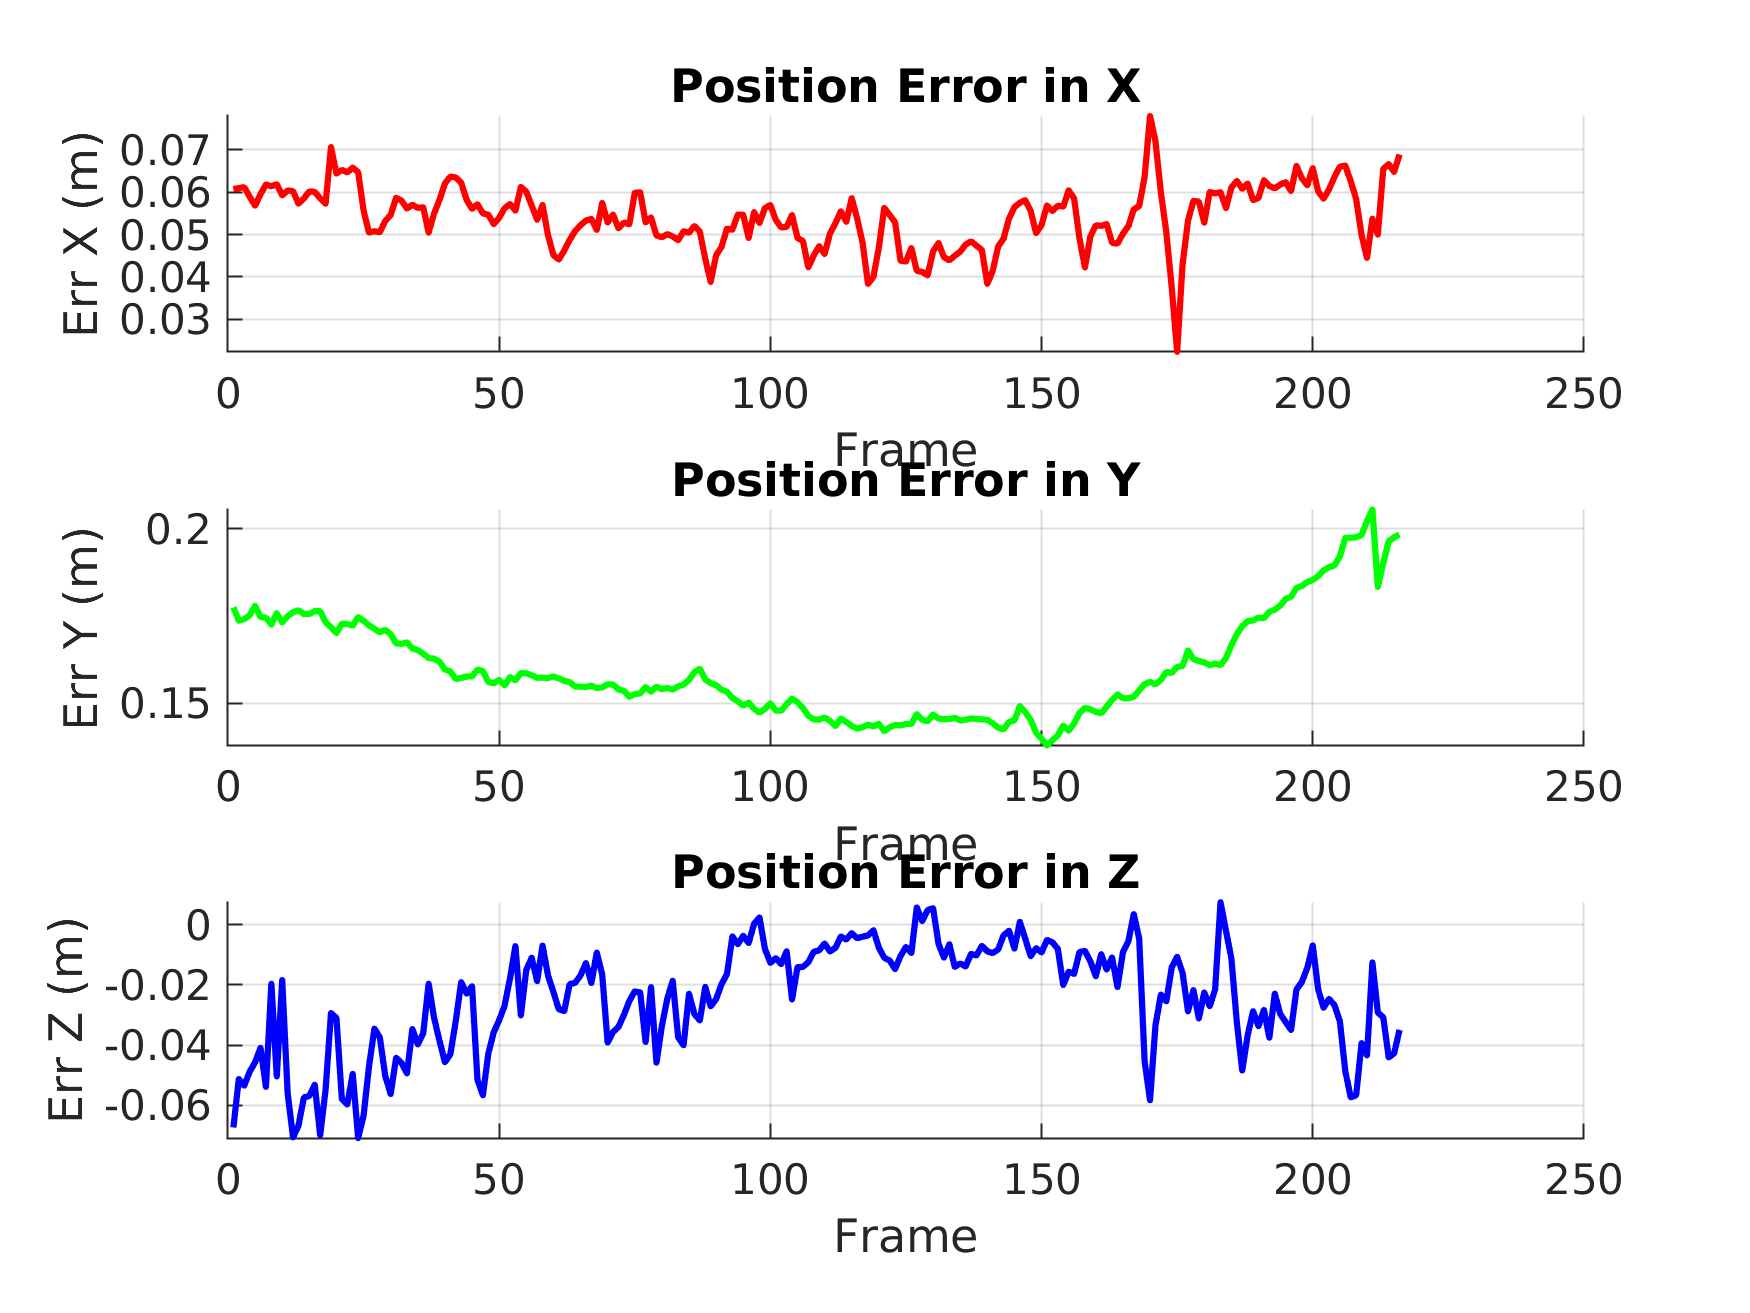 Position Error in X
Err X (m)
0.07
0.06
0.05
0.04
0.03
0 50 100 150 200 250
Frame
Position Error in Y
Err Y (m)
0.2
0.15
0 50 100 150 200 250
Frame
Position Error in Z
Err Z (m)
0
-0.02
-0.04
-0.06
0 50 100 150 200 250
Frame